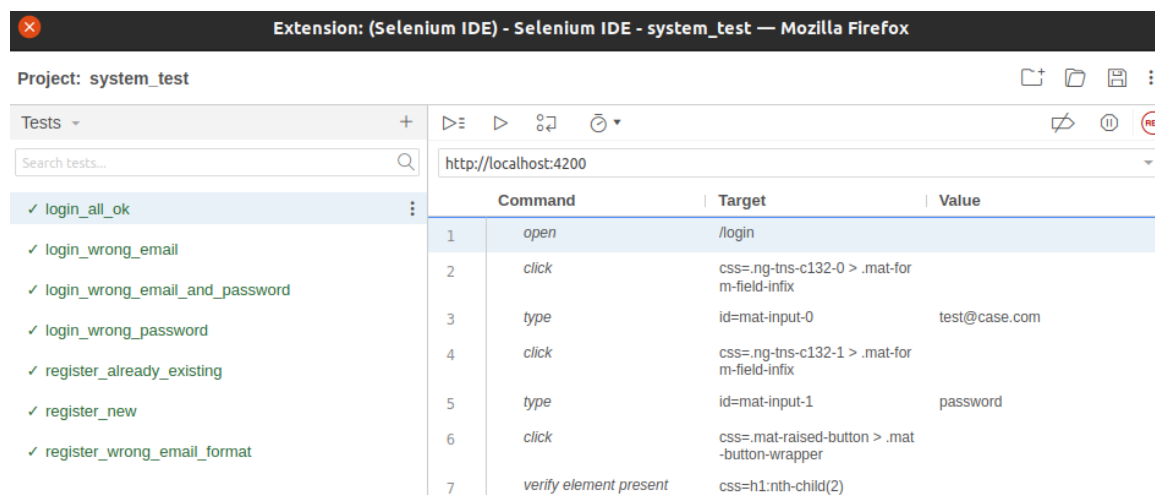 Extension: (Selenium IDE) - Selenium IDE - system_test — Mozilla Firefox
Project: system_test
Tests
Search tests...
✓ login_all_ok
✓ login_wrong_email
✓ login_wrong_email_and_password
✓ login_wrong_password
✓ register_already_existing
✓ register_new
✓ register_wrong_email_format
http://localhost:4200
Command Target Value
1 open /login
2 click css=.ng-tns-c132-0 > .mat-for
m-field-infix
3 type id=mat-input-0 test@case.com
4 click css=.ng-tns-c132-1 > .mat-for
m-field-infix
5 type id=mat-input-1 password
6 click css=.mat-raised-button > .mat
-button-wrapper
7 verify element present css=h1:nth-child(2)